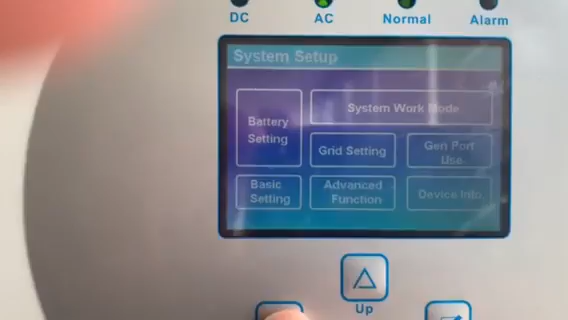 DC AC Normal Alarm
System Setup
Battery
Setting
System Work Mode
Grid Setting
Gen Port
Use
Basic
Setting
Advanced
Function
Device Info
Up